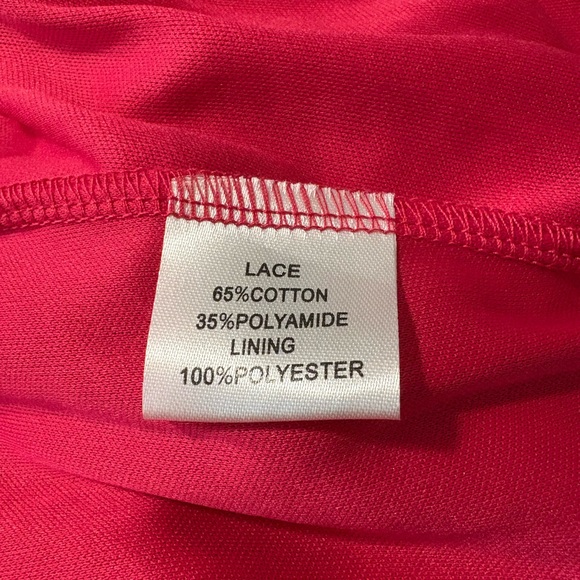 LACE
65%COTTON
35%POLYAMIDE
LINING
100%POLYESTER